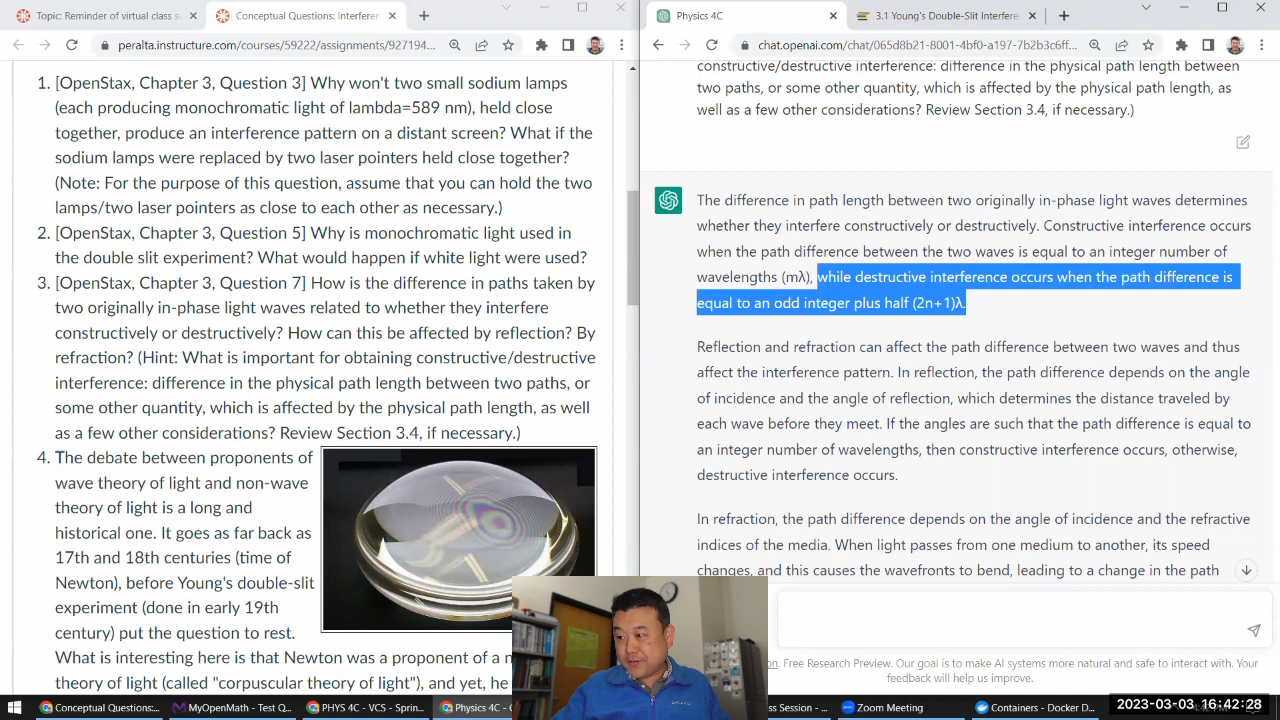 Topic: Reminder of virtual class s
Conceptual Questions: Interferen
Physics 4C
3.1 Young's Double-Slit Interfere
peralta.instructure.com/courses/59222/assignments/927194...
chat.openai.com/chat/065d8b21-8001-4bf0-a197-7b2b3c6ff...
1. [OpenStax, Chapter 3, Question 3] Why won't two small sodium lamps
(each producing monochromatic light of lambda=589 nm), held close
together, produce an interference pattern on a distant screen? What if the
sodium lamps were replaced by two laser pointers held close together?
(Note: For the purpose of this question, assume that you can hold the two
lamps/two laser pointers as close to each other as necessary.)
2. [OpenStax, Chapter 3, Question 5] Why is monochromatic light used in
the double slit experiment? What would happen if white light were used?
3. [OpenStax, Chapter 3, Question 7] How is the difference in paths taken by
two originally in-phase light waves related to whether they interfere
constructively or destructively? How can this be affected by reflection? By
refraction? (Hint: What is important for obtaining constructive/destructive
interference: difference in the physical path length between two paths, or
some other quantity, which is affected by the physical path length, as well
as a few other considerations? Review Section 3.4, if necessary.)
4. The debate between proponents of
wave theory of light and non-wave
theory of light is a long and
historical one. It goes as far back as
17th and 18th centuries (time of
Newton), before Young's double-slit
experiment (done in early 19th
century) put the question to rest.
What is interesting here is that Newton was a proponent of a
theory of light (called "corpuscular theory of light"), and yet, he
constructive/destructive interference: difference in the physical path length between
two paths, or some other quantity, which is affected by the physical path length, as
well as a few other considerations? Review Section 3.4, if necessary.)
The difference in path length between two originally in-phase light waves determines
whether they interfere constructively or destructively. Constructive interference occurs
when the path difference between the two waves is equal to an integer number of
wavelengths (mλ), while destructive interference occurs when the path difference is
equal to an odd integer plus half (2n+1)λ.
Reflection and refraction can affect the path difference between two waves and thus
affect the interference pattern. In reflection, the path difference depends on the angle
of incidence and the angle of reflection, which determines the distance traveled by
each wave before they meet. If the angles are such that the path difference is equal to
an integer number of wavelengths, then constructive interference occurs, otherwise,
destructive interference occurs.
In refraction, the path difference depends on the angle of incidence and the refractive
indices of the media. When light passes from one medium to another, its speed
changes, and this causes the wavefronts to bend, leading to a change in the path
Free Research Preview. Our goal is to make AI systems more natural and safe to interact with. Your
feedback will help us improve.
Conceptual Questions:...
MyOpenMath - Test Q...
PHYS 4C - VCS - Sprin...
Physics 4C
ss Session - ...
Zoom Meeting
Containers - Docker D...
2023-03-03 16:42:28